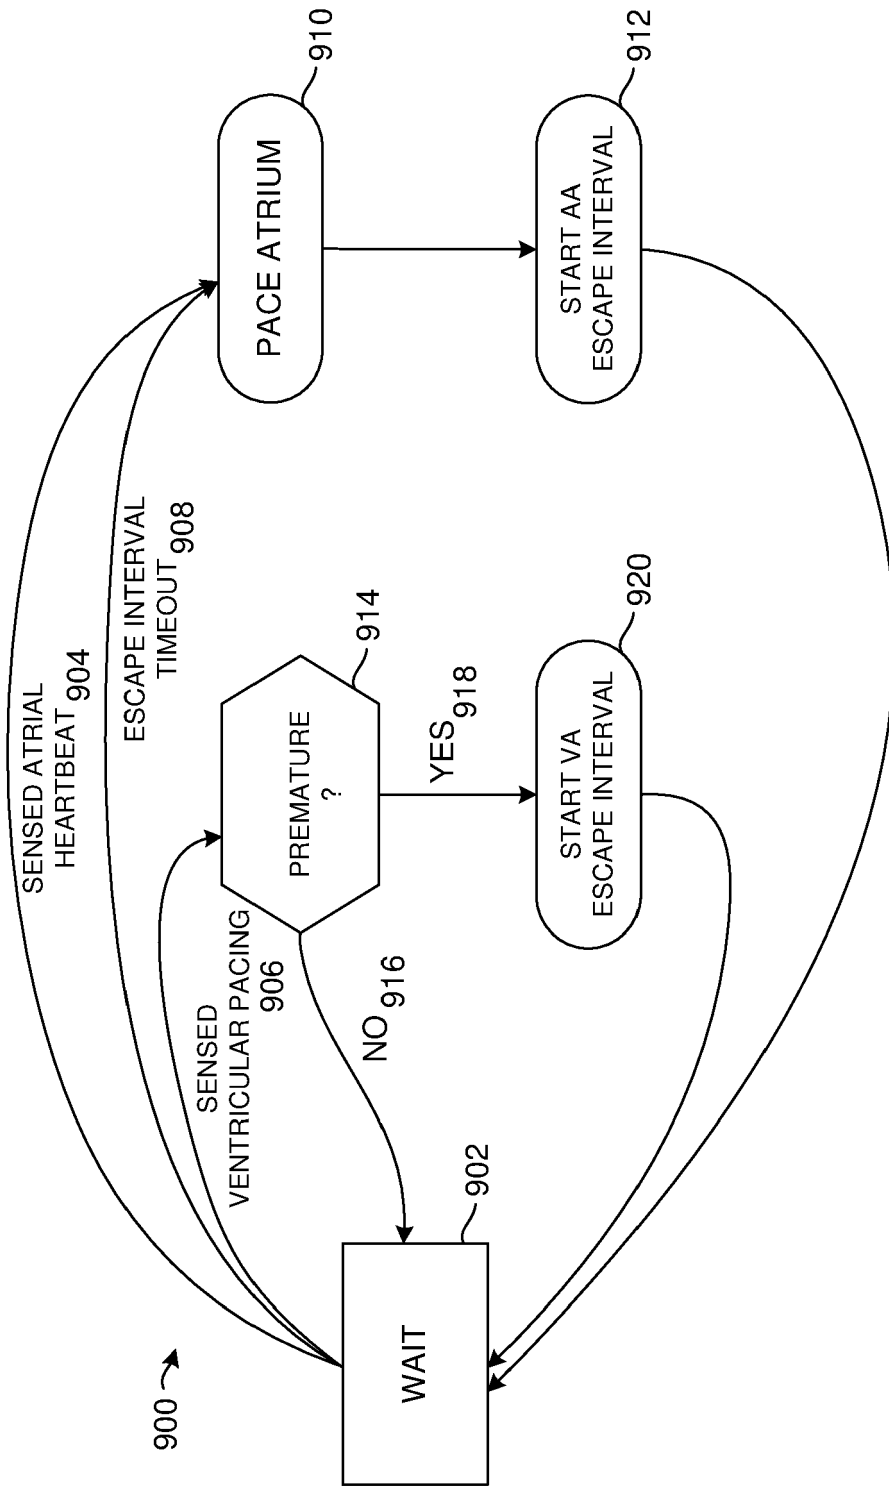 900
SENSED ATRIAL
HEARTBEAT 904
ESCAPE INTERVAL
TIMEOUT 908
SENSED
VENTRICULAR PACING
906
PREMATURE
?
914
PACE ATRIUM
910
NO 916
YES 918
WAIT
902
START VA
ESCAPE INTERVAL
920
START AA
ESCAPE INTERVAL
912